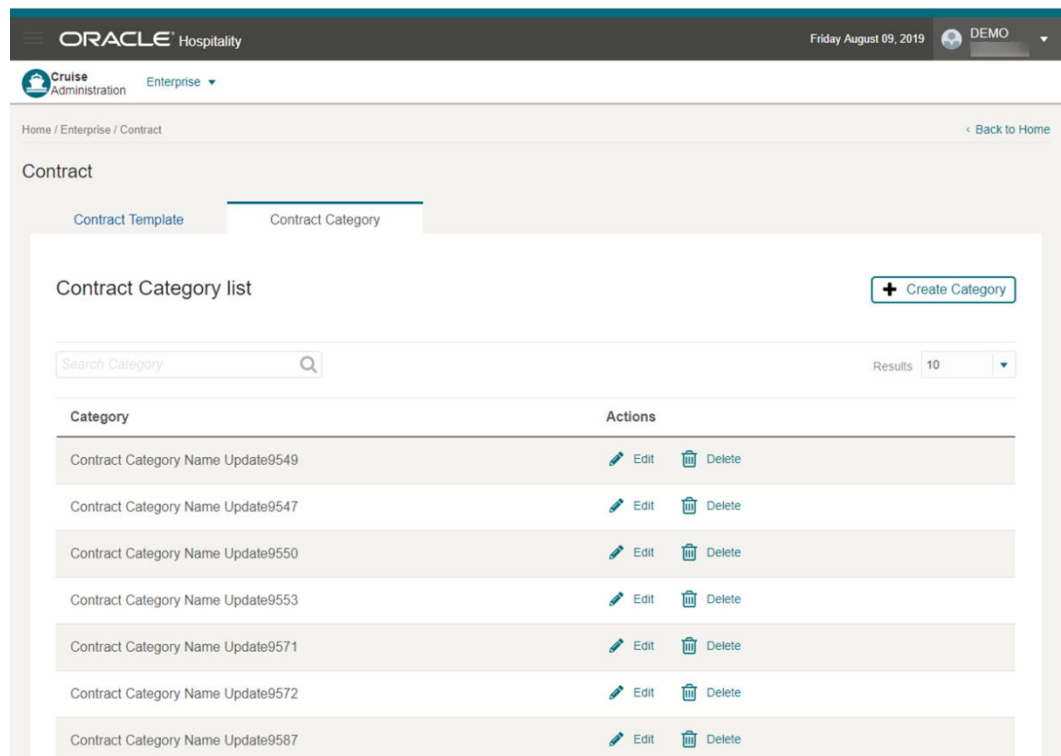 ORACLE® Hospitality
Friday August 09, 2019
DEMO
Cruise
Administration
Enterprise
Home / Enterprise / Contract
‹ Back to Home
Contract
Contract Template
Contract Category
Contract Category list
Create Category
Search Category
Results 10
Category Actions
Contract Category Name Update9549 Edit Delete
Contract Category Name Update9547 Edit Delete
Contract Category Name Update9550 Edit Delete
Contract Category Name Update9553 Edit Delete
Contract Category Name Update9571 Edit Delete
Contract Category Name Update9572 Edit Delete
Contract Category Name Update9587 Edit Delete